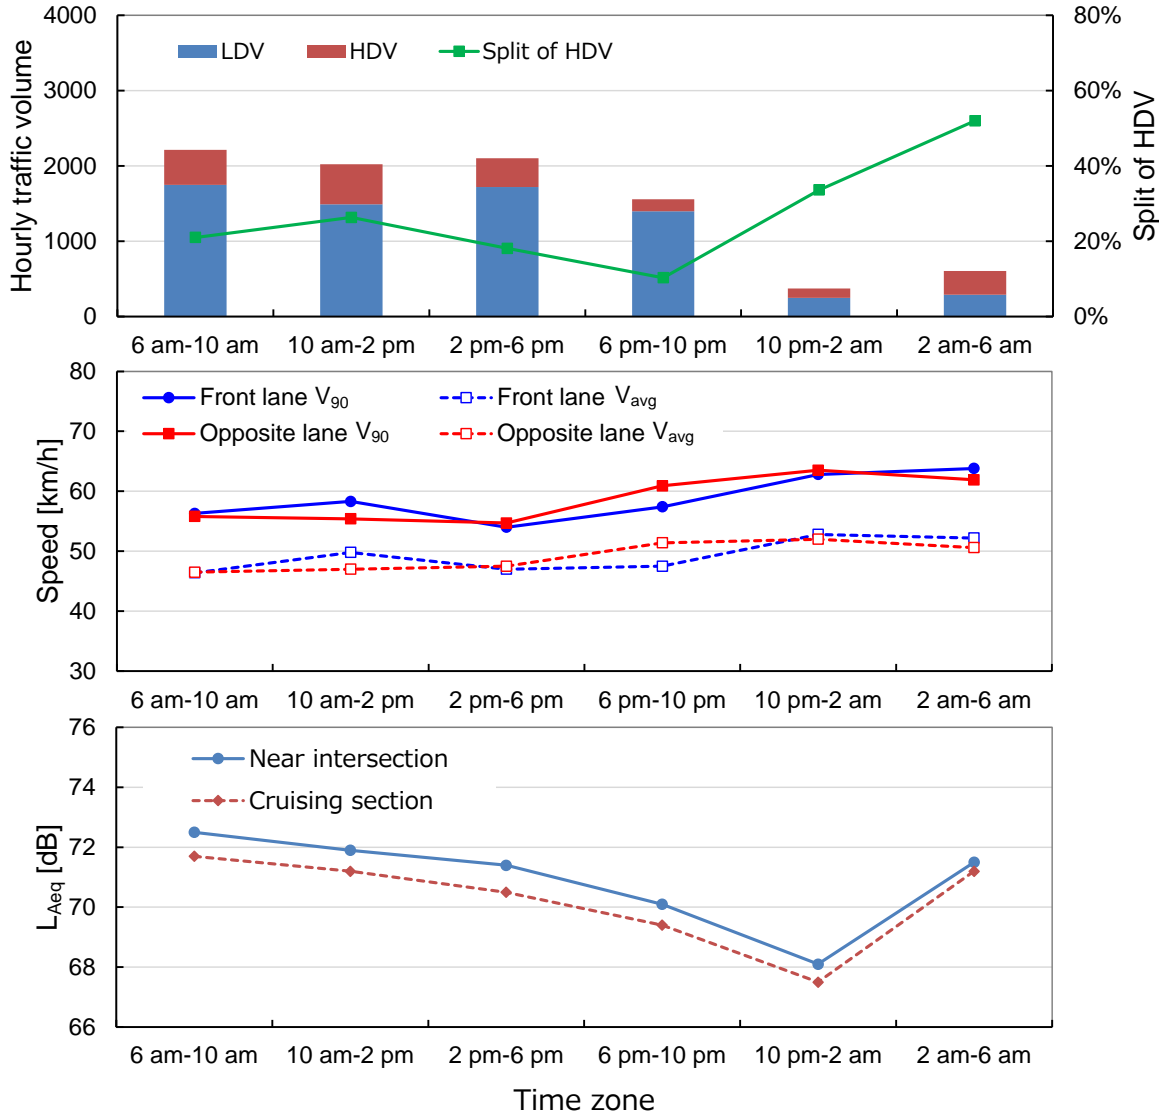 Hourly traffic volume
4000
3000
2000
1000
0
LDV HDV Split of HDV
80%
60%
40%
20%
0%
Split of HDV
6 am-10 am 10 am-2 pm 2 pm-6 pm 6 pm-10 pm 10 pm-2 am 2 am-6 am
Speed [km/h]
80
70
60
50
40
30
Front lane V90 Front lane Vavg
Opposite lane V90 Opposite lane Vavg
6 am-10 am 10 am-2 pm 2 pm-6 pm 6 pm-10 pm 10 pm-2 am 2 am-6 am
LAeq [dB]
76
74
72
70
68
66
Near intersection
Cruising section
6 am-10 am 10 am-2 pm 2 pm-6 pm 6 pm-10 pm 10 pm-2 am 2 am-6 am
Time zone